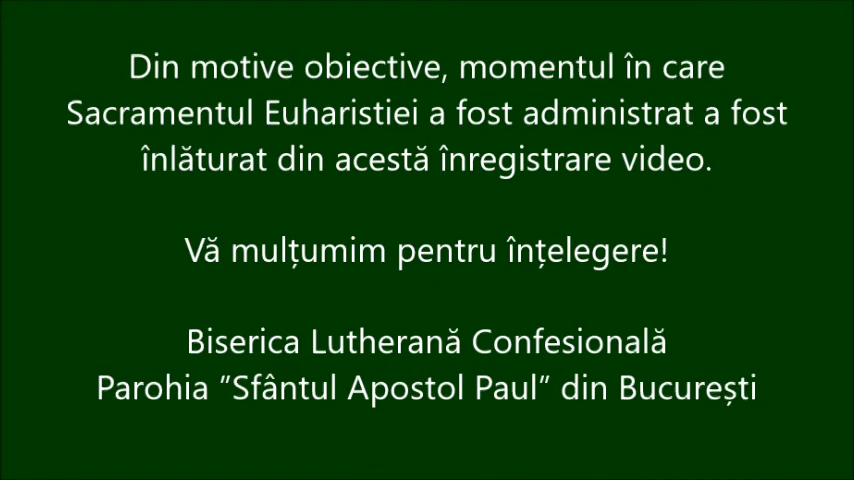 Din motive obiective, momentul în care
Sacramentul Euharistiei a fost administrat a fost
înlăturat din acestă înregistrare video.
Vă mulțumim pentru înțelegere!
Biserica Lutherană Confesională
Parohia ”Sfântul Apostol Paul” din București